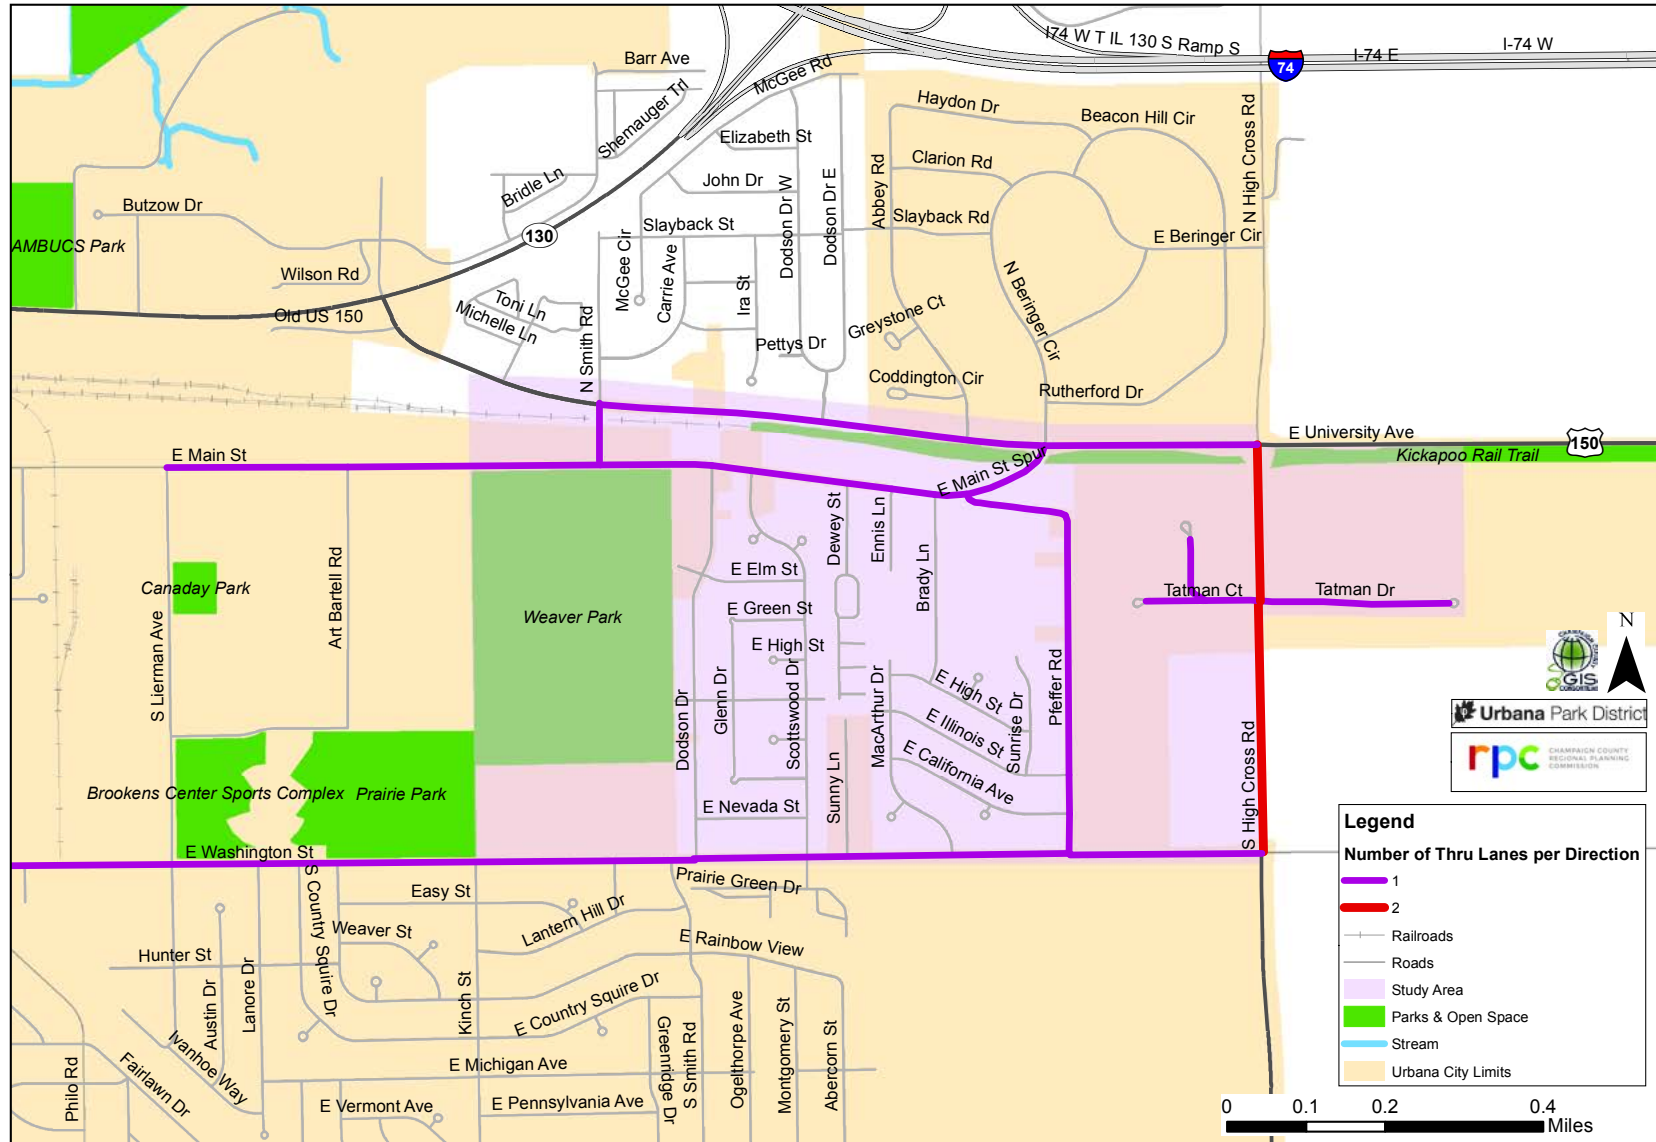 I74 W T IL 130 S Ramp S
I-74 E
I-74 W
74
Barr Ave
McGee Rd
Shemauger Trl
Haydon Dr
Beacon Hill Cir
N High Cross Rd
Elizabeth St
Clarion Rd
Abbey Rd
Bridle Ln
John Dr
Dodson Dr W
Dodson Dr E
Butzow Dr
Slayback St
Slayback Rd
130
E Beringer Cir
AMBUCS Park
McGee Cir
Carrie Ave
Wilson Rd
Ira St
N Beringer Cir
Toni Ln
Michelle Ln
Old US 150
N Smith Rd
Greystone Ct
Pettys Dr
Coddington Cir
Rutherford Dr
E University Ave
150
E Main St
E Main St Spur
Kickapoo Rail Trail
Dewey St
Ennis Ln
Brady Ln
Art Bartell Rd
E Elm St
Canaday Park
Tatman Ct
Tatman Dr
Weaver Park
E Green St
S Lierman Ave
E High St
N
CHAMPAIGN COUNTY
GIS
CONSORTIUM
Pfeffer Rd
Dodson Dr
Glenn Dr
Scottswood Dr
MacArthur Dr
E High St
Sunrise Dr
E Illinois St
Urbana Park District
rpc
CHAMPAIGN COUNTY
REGIONAL PLANNING
COMMISSION
E California Ave
S High Cross Rd
Sunny Ln
Brookens Center Sports Complex
Prairie Park
E Nevada St
E Washington St
Legend
Number of Thru Lanes per Direction
1
2
Railroads
Roads
Study Area
Parks & Open Space
Stream
Urbana City Limits
Prairie Green Dr
S County Squire Dr
Easy St
Lantern Hill Dr
Weaver St
E Rainbow View
Hunter St
Austin Dr
Lanore Dr
Kinch St
E Country Squire Dr
Ivanhoe Way
Fairlawn Dr
Philo Rd
E Michigan Ave
Greenridge Dr
S Smith Rd
Ogelthorpe Ave
Montgomery St
Abercorn St
E Vermont Ave
E Pennsylvania Ave
0
0.1
0.2
0.4
Miles